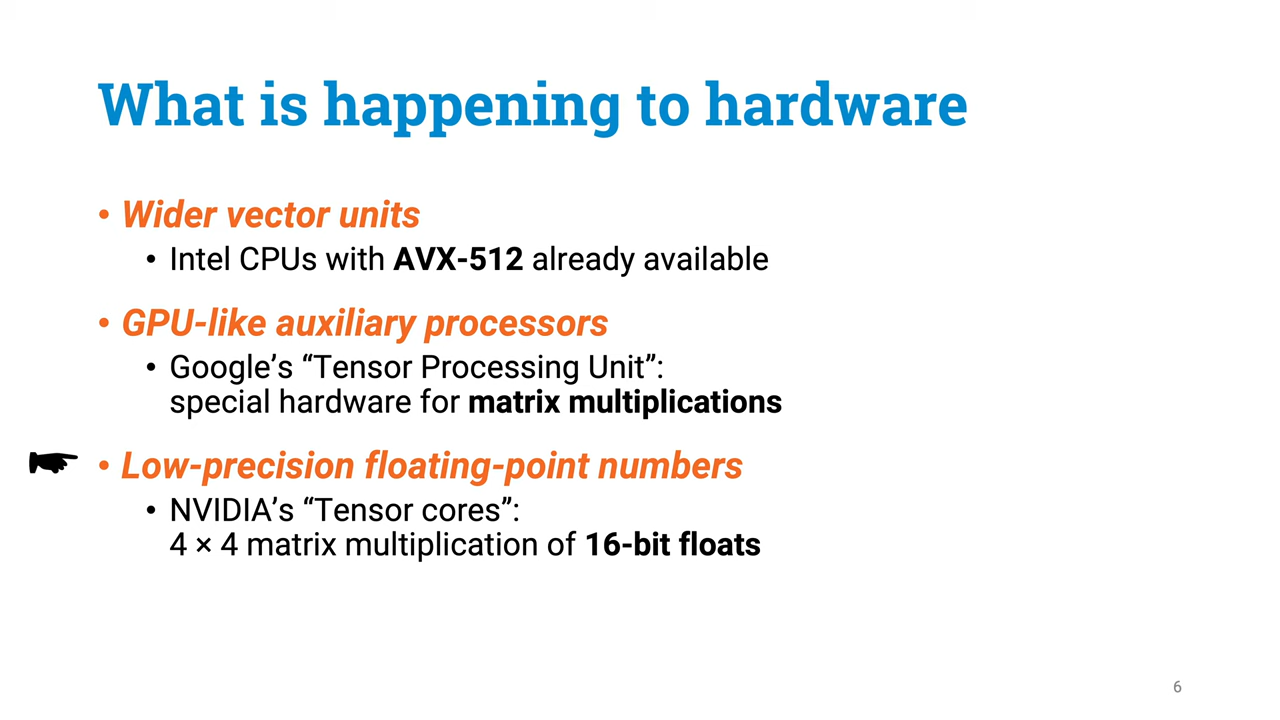 What is happening to hardware
• Wider vector units
• Intel CPUs with AVX-512 already available
• GPU-like auxiliary processors
• Google’s “Tensor Processing Unit”:
special hardware for matrix multiplications
• Low-precision floating-point numbers
• NVIDIA’s “Tensor cores”:
4 × 4 matrix multiplication of 16-bit floats
6